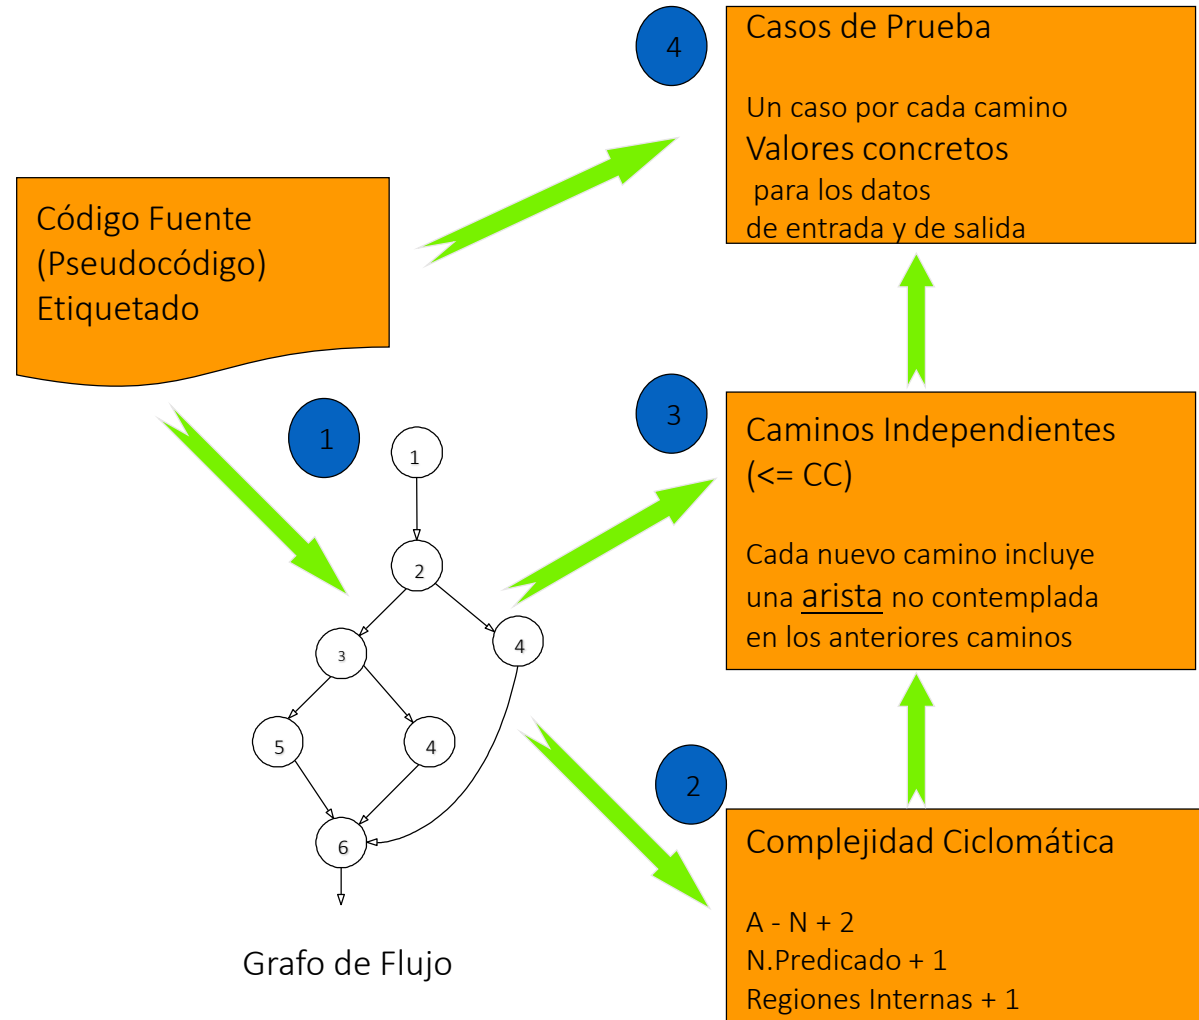 4
Casos de Prueba
Un caso por cada camino
Valores concretos
para los datos
de entrada y de salida
Código Fuente
(Pseudocódigo)
Etiquetado
1
1
2
3
4
5
4
6
Grafo de Flujo
3
Caminos Independientes
(<= CC)
Cada nuevo camino incluye
una arista no contemplada
en los anteriores caminos
2
Complejidad Ciclomática
A - N + 2
N.Predicado + 1
Regiones Internas + 1